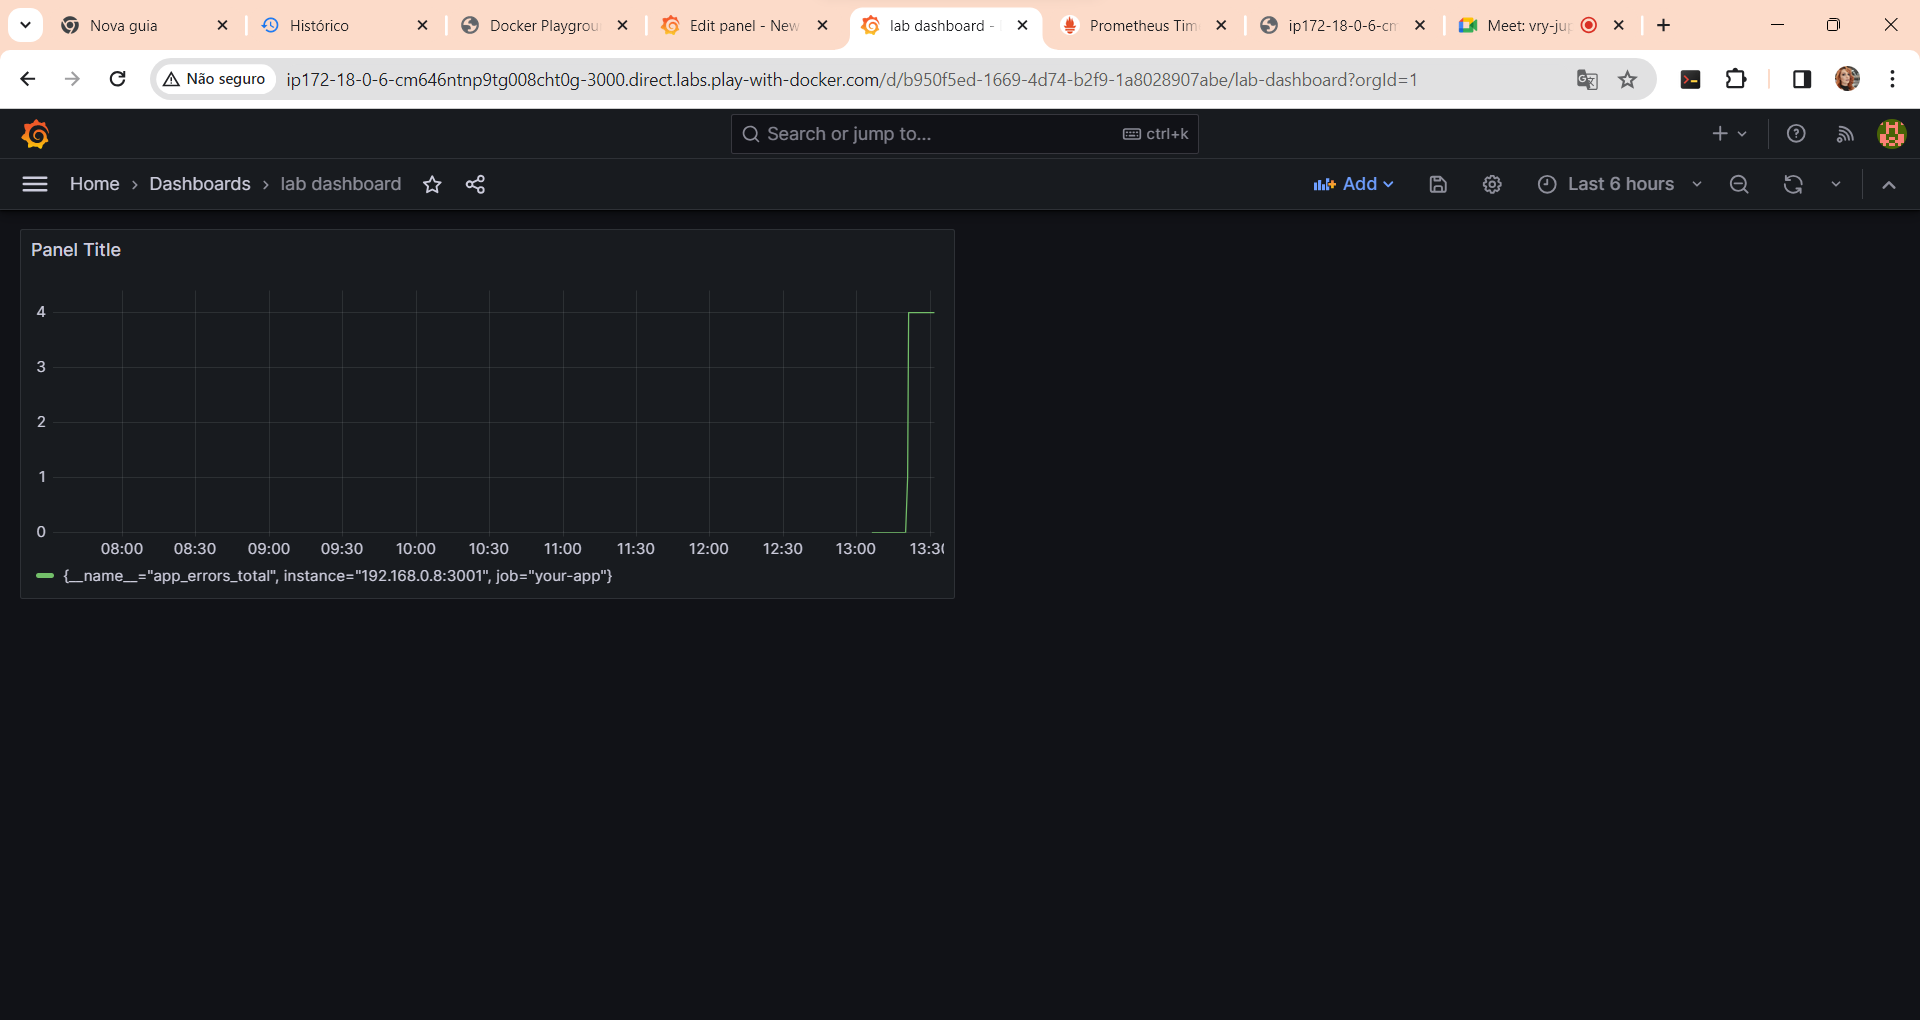 Nova guia
Histórico
Docker Playgrou
Edit panel - New
lab dashboard -
Prometheus Tim
ip172-18-0-6-cm
Meet: vry-jup
Não seguro
ip172-18-0-6-cm646ntnp9tg008cht0g-3000.direct.labs.play-with-docker.com/d/b950f5ed-1669-4d74-b2f9-1a8028907abe/lab-dashboard?orgId=1
Search or jump to...
ctrl+k
Home › Dashboards › lab dashboard
Add
Last 6 hours
Panel Title
4
3
2
1
0
08:00 08:30 09:00 09:30 10:00 10:30 11:00 11:30 12:00 12:30 13:00 13:30
{__name__="app_errors_total", instance="192.168.0.8:3001", job="your-app"}